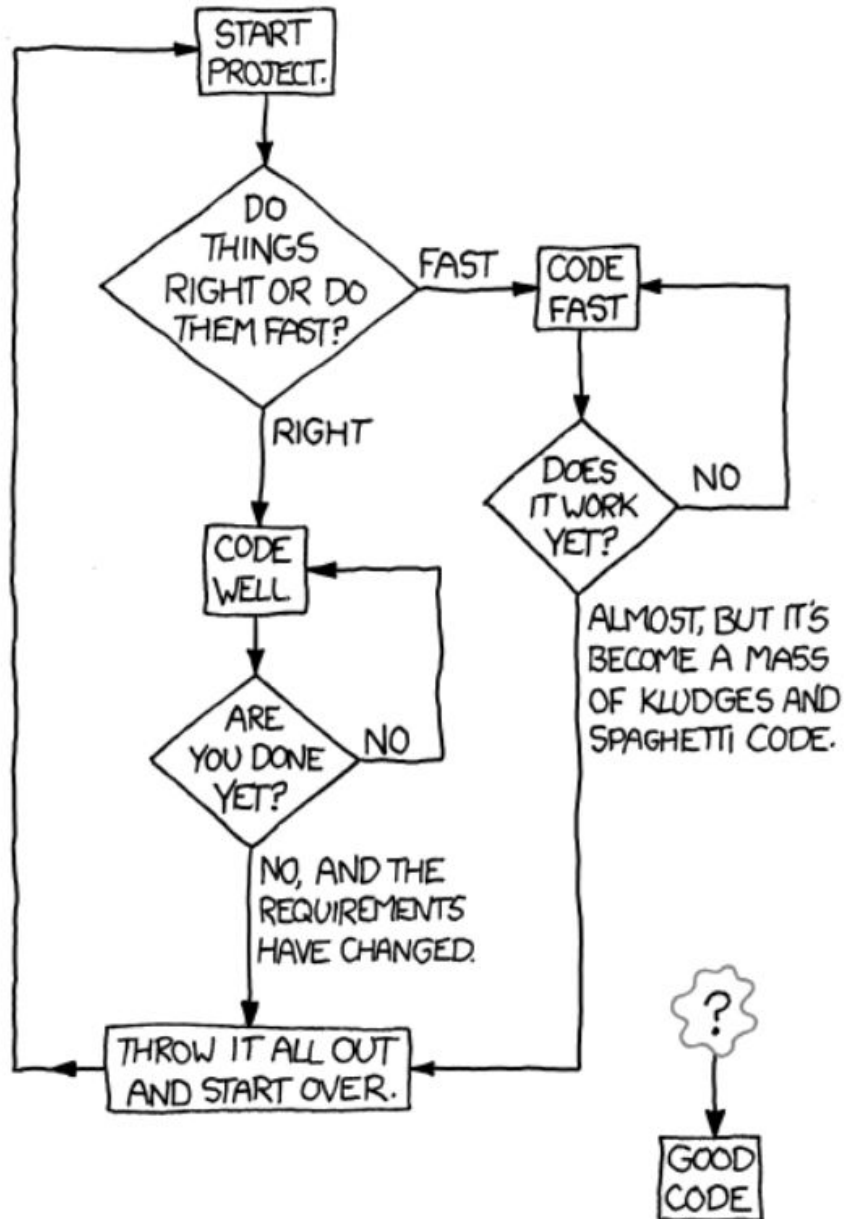 START
PROJECT.
DO
THINGS
RIGHT OR DO
THEM FAST?
FAST
CODE
FAST
RIGHT
DOES
IT WORK
YET?
NO
CODE
WELL.
ALMOST, BUT IT'S
BECOME A MASS
OF KLUDGES AND
SPAGHETTI CODE.
ARE
YOU DONE
YET?
NO
NO, AND THE
REQUIREMENTS
HAVE CHANGED.
THROW IT ALL OUT
AND START OVER.
?
GOOD
CODE